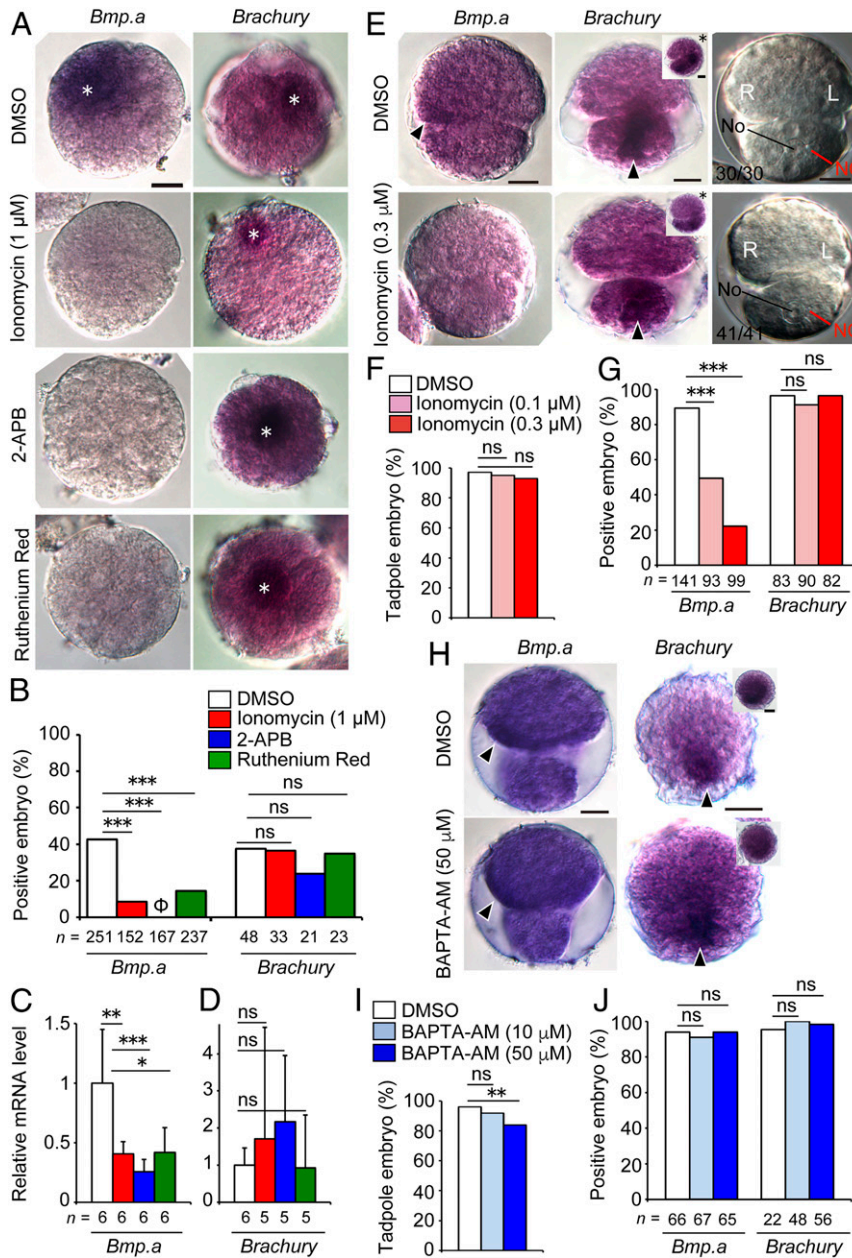 A
Bmp.a Brachury
DMSO
Ionomycin (1 μM)
2-APB
Ruthenium Red
*
*
*
*
*
B
DMSO
Ionomycin (1 μM)
2-APB
Ruthenium Red
Positive embryo (%)
100
80
60
40
20
0
***
***
***
Φ
ns
ns
ns
n = 251 152 167 237 48 33 21 23
Bmp.a Brachury
C
Relative mRNA level
1.5
1
0.5
0
**
***
*
n = 6 6 6 6
Bmp.a
D
4
3
2
1
0
ns
ns
ns
6 5 5 5
Brachury
E
Bmp.a Brachury
DMSO
Ionomycin (0.3 μM)
*
R L
No
30/30
*
R L
No
41/41
F
DMSO
Ionomycin (0.1 μM)
Ionomycin (0.3 μM)
Tadpole embryo (%)
100
80
60
40
20
0
ns
ns
G
Positive embryo (%)
100
80
60
40
20
0
***
***
ns
ns
n = 141 93 99 83 90 82
Bmp.a Brachury
H
Bmp.a Brachury
DMSO
BAPTA-AM (50 μM)
I
DMSO
BAPTA-AM (10 μM)
BAPTA-AM (50 μM)
Tadpole embryo (%)
100
80
60
40
20
0
ns
**
J
Positive embryo (%)
100
80
60
40
20
0
ns
ns
ns
ns
n = 66 67 65 22 48 56
Bmp.a Brachury